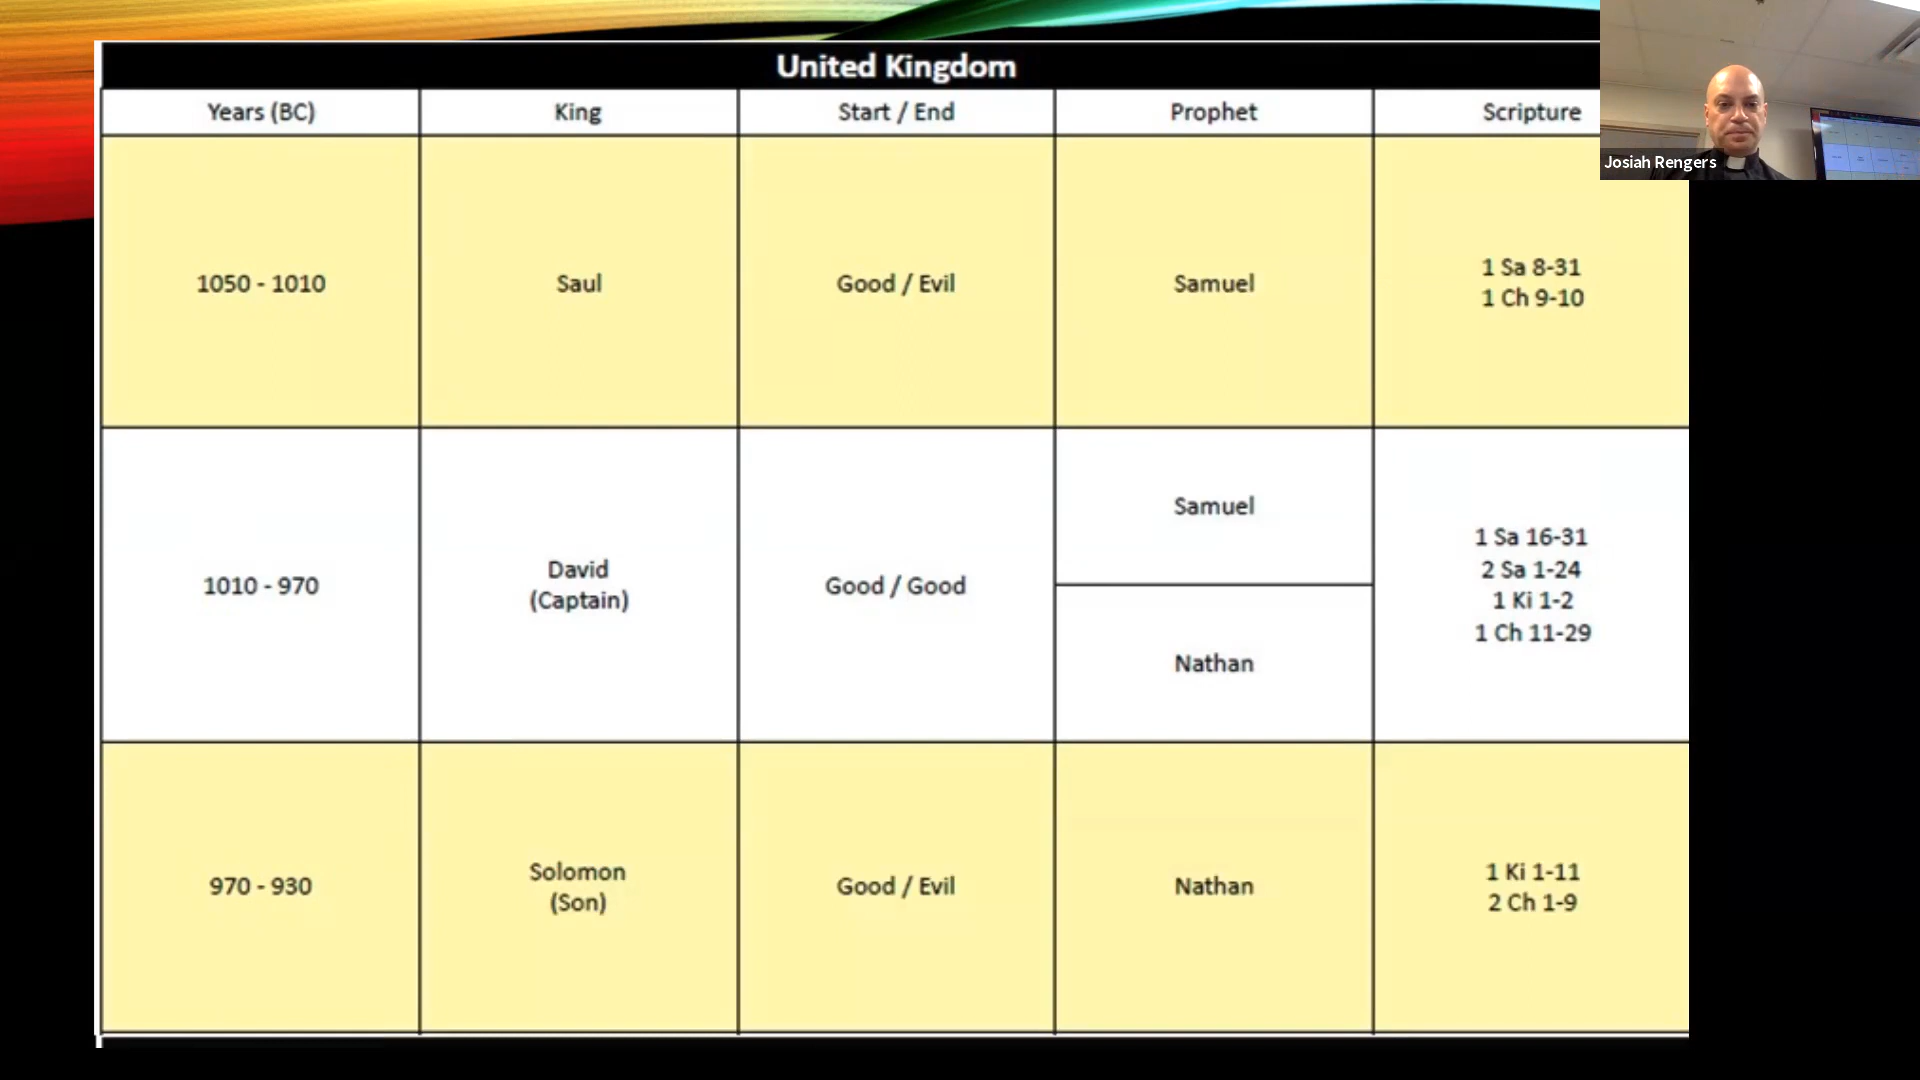 United Kingdom
Years (BC)
King
Start / End
Prophet
Scripture
1050 - 1010
Saul
Good / Evil
Samuel
1 Sa 8-31
1 Ch 9-10
1010 - 970
David
(Captain)
Good / Good
Samuel
Nathan
1 Sa 16-31
2 Sa 1-24
1 Ki 1-2
1 Ch 11-29
970 - 930
Solomon
(Son)
Good / Evil
Nathan
1 Ki 1-11
2 Ch 1-9
Josiah Rengers